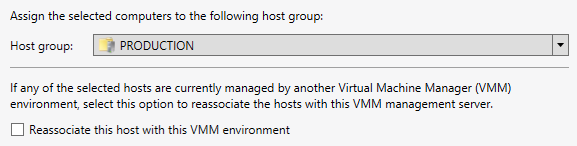 Assign the selected computers to the following host group:
Host group: PRODUCTION
If any of the selected hosts are currently managed by another Virtual Machine Manager (VMM)
environment, select this option to reassociate the hosts with this VMM management server.
Reassociate this host with this VMM environment